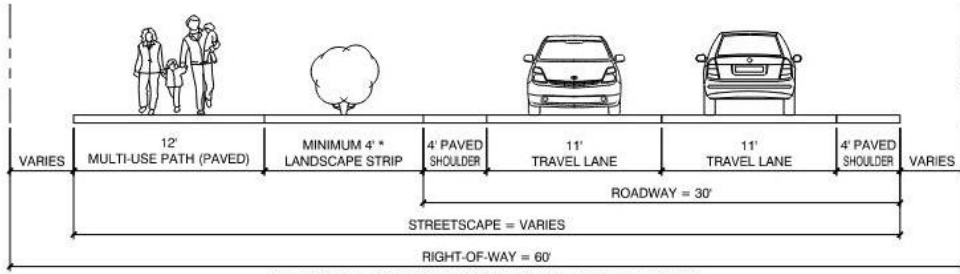 VARIES
12'
MULTI-USE PATH (PAVED)
MINIMUM 4' *
LANDSCAPE STRIP
4' PAVED
SHOULDER
11'
TRAVEL LANE
11'
TRAVEL LANE
4' PAVED
SHOULDER
VARIES
ROADWAY = 30'
STREETSCAPE = VARIES
RIGHT-OF-WAY = 60'